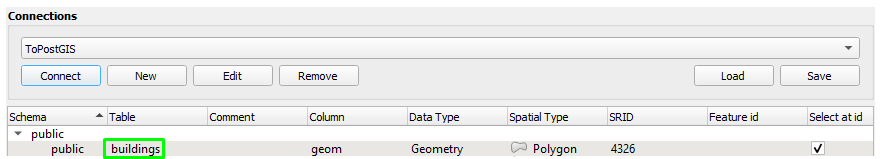 Connections
ToPostGIS
Connect New Edit Remove Load Save
Schema Table Comment Column Data Type Spatial Type SRID Feature id Select at id
public
public buildings geom Geometry Polygon 4326